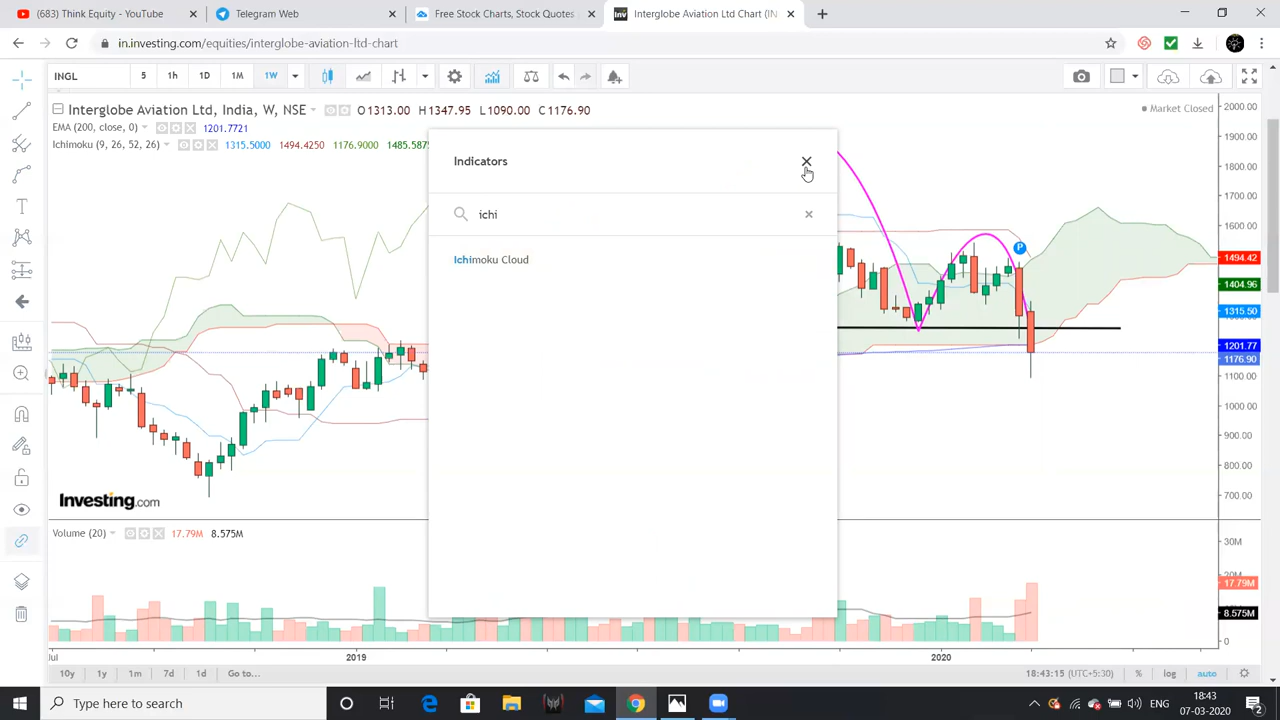 (683) Think Equity - YouTube
Telegram Web
Free Stock Charts, Stock Quotes
Interglobe Aviation Ltd Chart (IN
in.investing.com/equities/interglobe-aviation-ltd-chart
INGL
5
1h
1D
1M
1W
Interglobe Aviation Ltd, India, W, NSE
O1313.00 H1347.95 L1090.00 C1176.90
Market Closed
EMA (200, close, 0)
1201.7721
Ichimoku (9, 26, 52, 26)
1315.5000 1494.4250 1176.9000 1485.5875
Indicators
ichi
Ichimoku Cloud
P
2000.00
1900.00
1800.00
1700.00
1600.00
1494.42
1404.96
1315.50
1201.77
1176.90
1100.00
1000.00
900.00
800.00
700.00
Investing.com
Volume (20)
17.79M 8.575M
30M
17.79M
8.575M
0
Jul
2019
2020
10y
1y
1m
7d
1d
Go to...
18:43:15 (UTC+5:30)
%
log
auto
Type here to search
18:43
07-03-2020
2